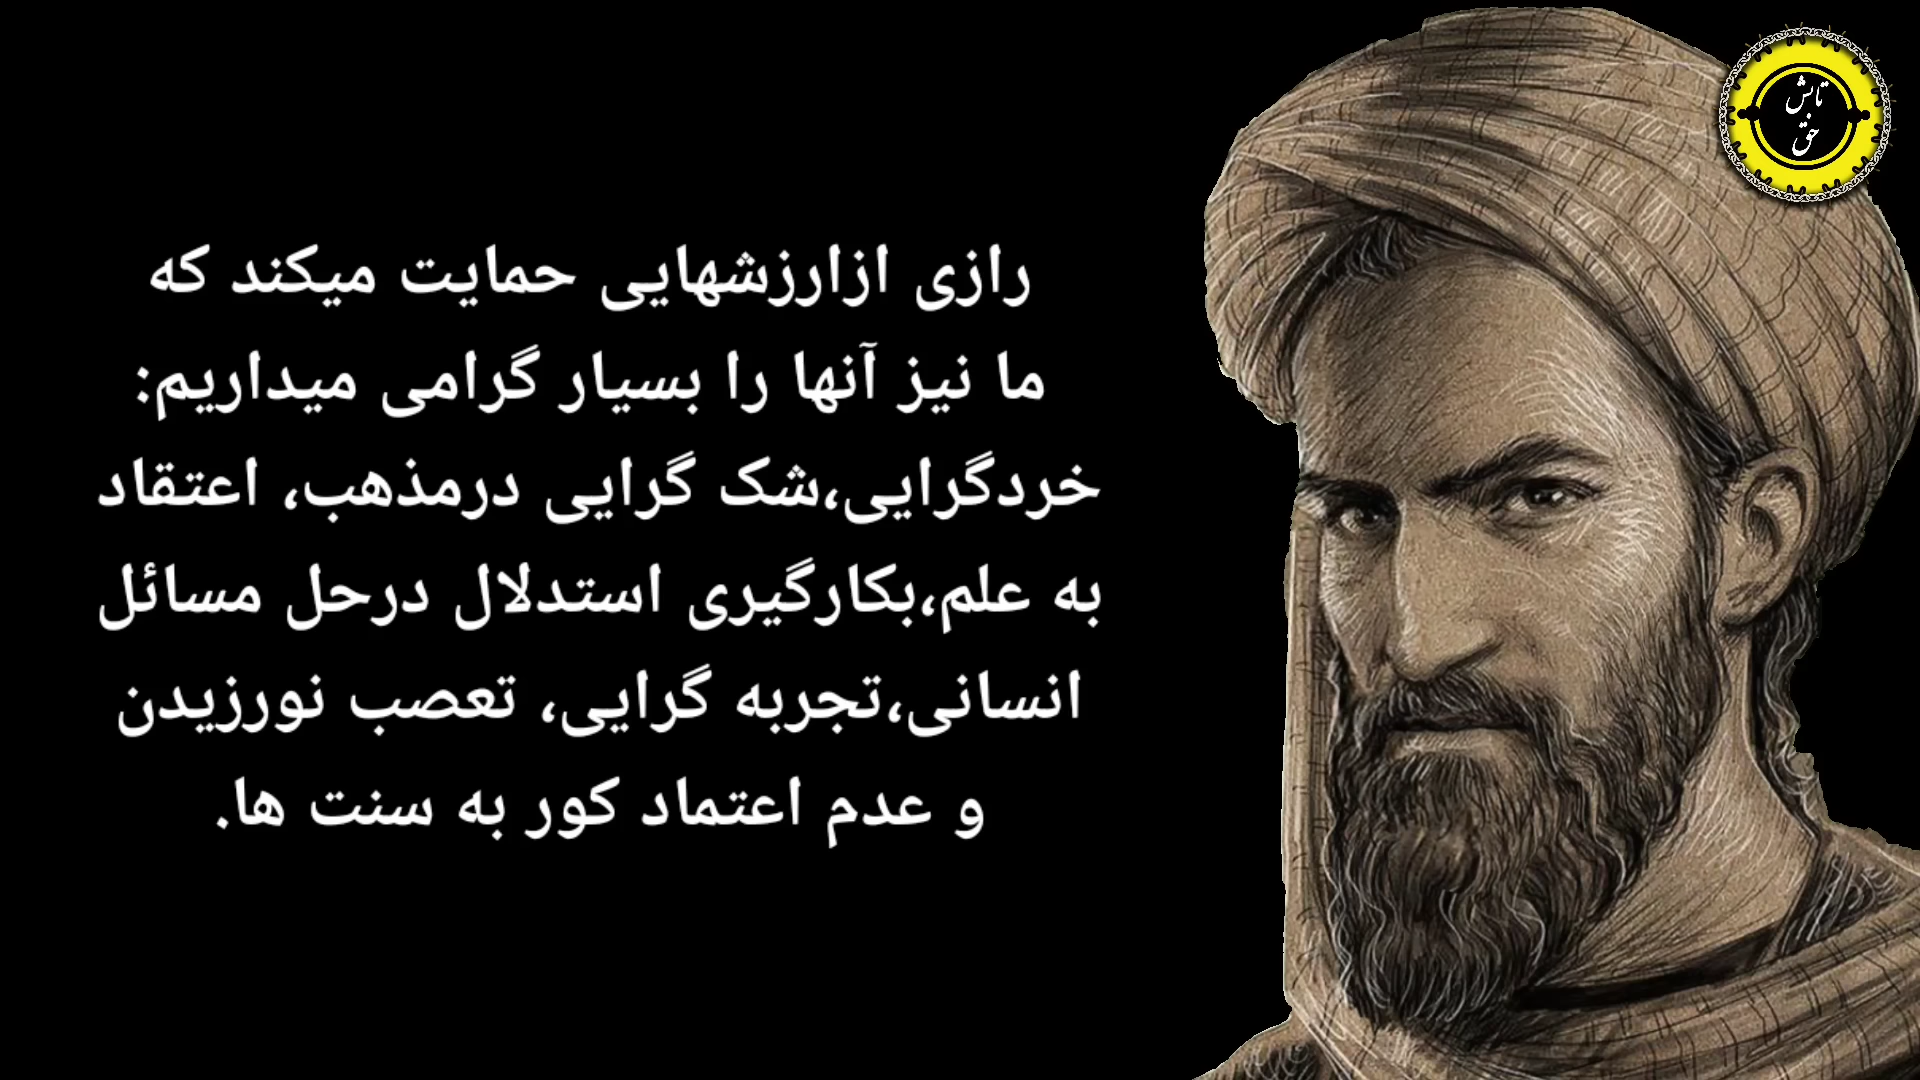 رازی ازارزشهایی حمایت میکند که
ما نیز آنها را بسیار گرامی میداریم:
خردگرایی،شک گرایی درمذهب، اعتقاد
به علم،بکارگیری استدلال درحل مسائل
انسانی،تجربه گرایی، تعصب نورزیدن
و عدم اعتماد کور به سنت ها.
تابش
حق